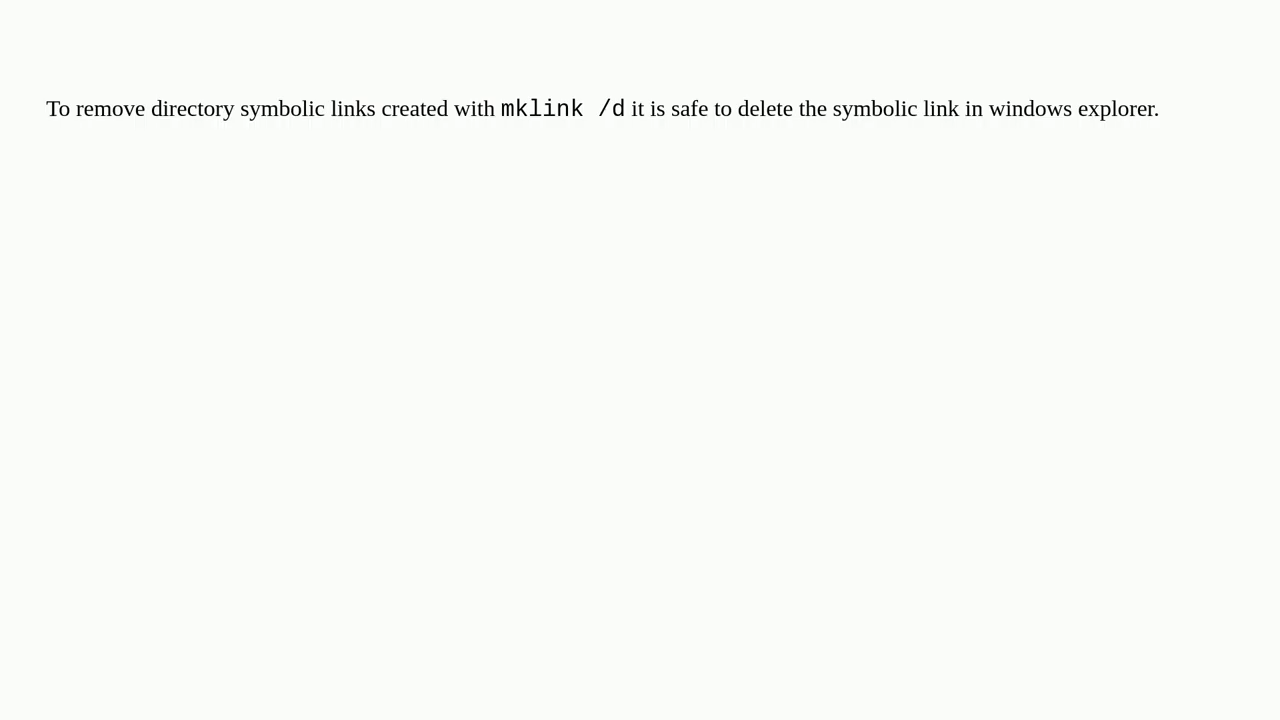 To remove directory symbolic links created with mklink /d it is safe to delete the symbolic link in windows explorer.